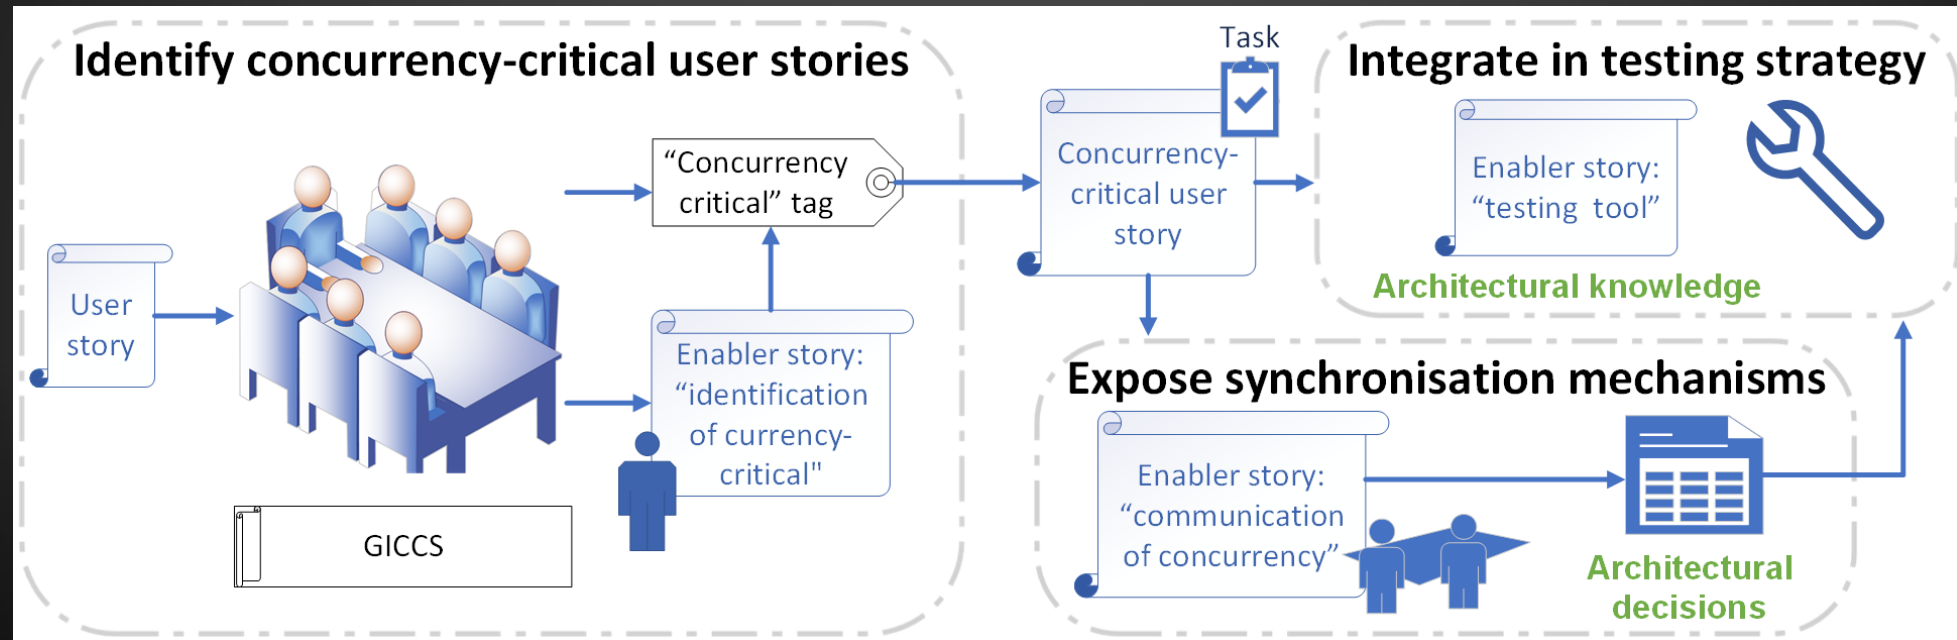 Identify concurrency-critical user stories
User
story
“Concurrency
critical” tag
Enabler story:
“identification
of currency-
critical"
GICCS
Task
Concurrency-
critical user
story
Integrate in testing strategy
Enabler story:
“testing tool”
Architectural knowledge
Expose synchronisation mechanisms
Enabler story:
“communication
of concurrency”
Architectural
decisions